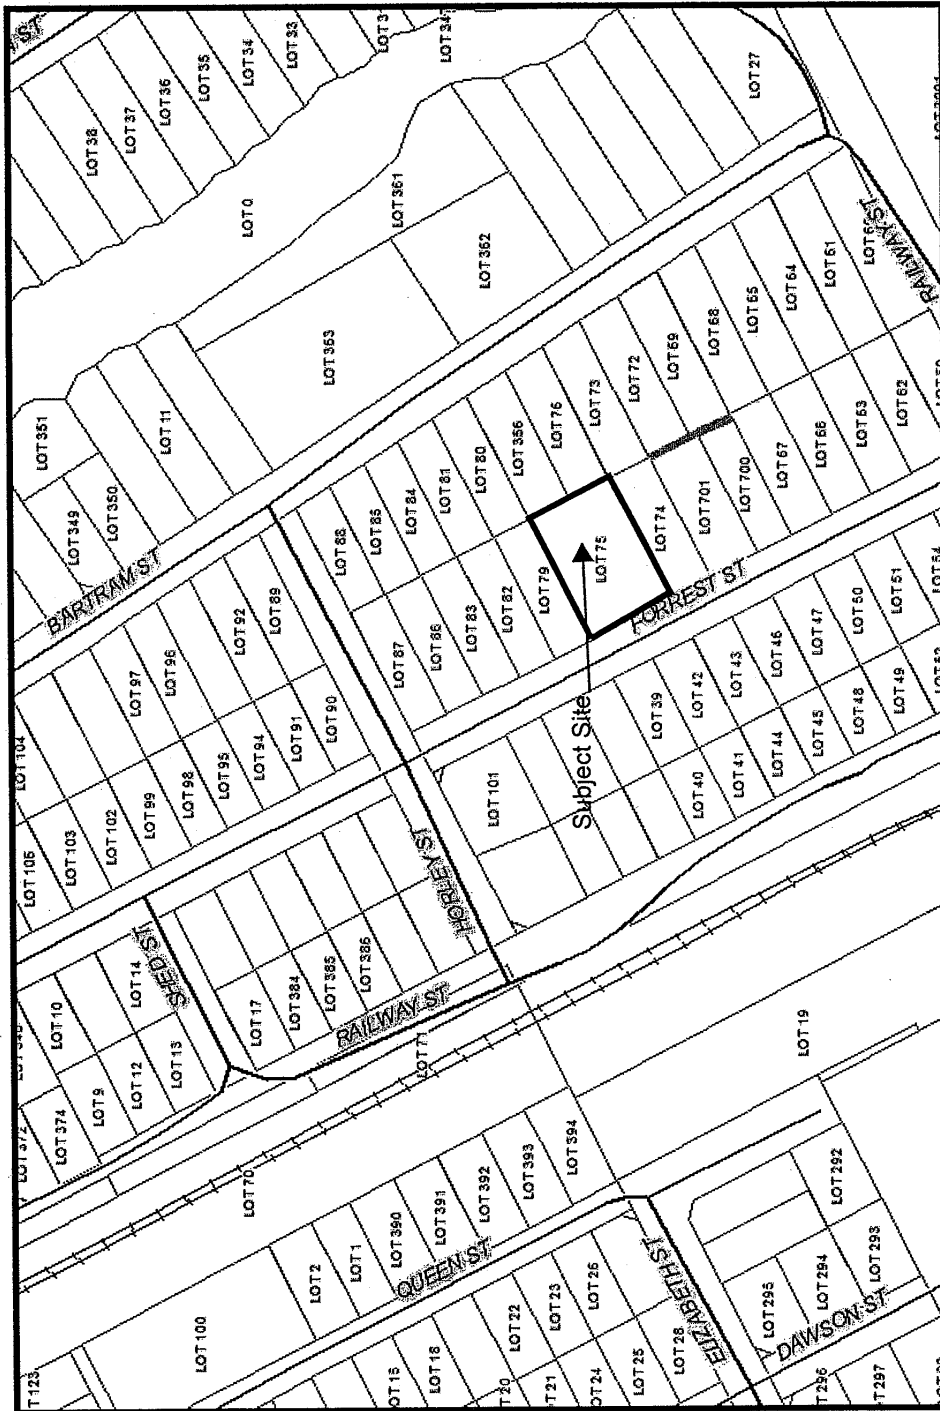 LOT 38
LOT 37
LOT 36
LOT 35
LOT 34
LOT 33
LOT 27
LOT 0
LOT 361
LOT 362
LOT 363
LOT 351
LOT 11
LOT 350
LOT 349
BARTRAM ST
RAILWAY ST
LOT 61
LOT 64
LOT 65
LOT 68
LOT 69
LOT 72
LOT 73
LOT 76
LOT 356
LOT 80
LOT 81
LOT 84
LOT 85
LOT 88
LOT 62
LOT 63
LOT 66
LOT 67
LOT 700
LOT 701
LOT 74
LOT 75
LOT 79
LOT 82
LOT 83
LOT 86
LOT 87
FORREST ST
Subject Site
LOT 89
LOT 92
LOT 96
LOT 97
LOT 104
LOT 90
LOT 91
LOT 94
LOT 95
LOT 98
LOT 99
LOT 102
LOT 103
LOT 106
LOT 51
LOT 50
LOT 47
LOT 46
LOT 43
LOT 42
LOT 39
LOT 49
LOT 48
LOT 45
LOT 44
LOT 41
LOT 40
LOT 101
HORLEY ST
SHED ST
LOT 14
LOT 10
LOT 13
LOT 12
LOT 9
LOT 374
LOT 17
LOT 384
LOT 385
LOT 386
RAILWAY ST
LOT 71
LOT 70
LOT 19
LOT 394
LOT 393
LOT 392
LOT 391
LOT 390
LOT 1
LOT 2
LOT 100
QUEEN ST
ELIZABETH ST
DAWSON ST
LOT 292
LOT 293
LOT 294
LOT 295
LOT 26
LOT 23
LOT 22
LOT 18
LOT 28
LOT 25